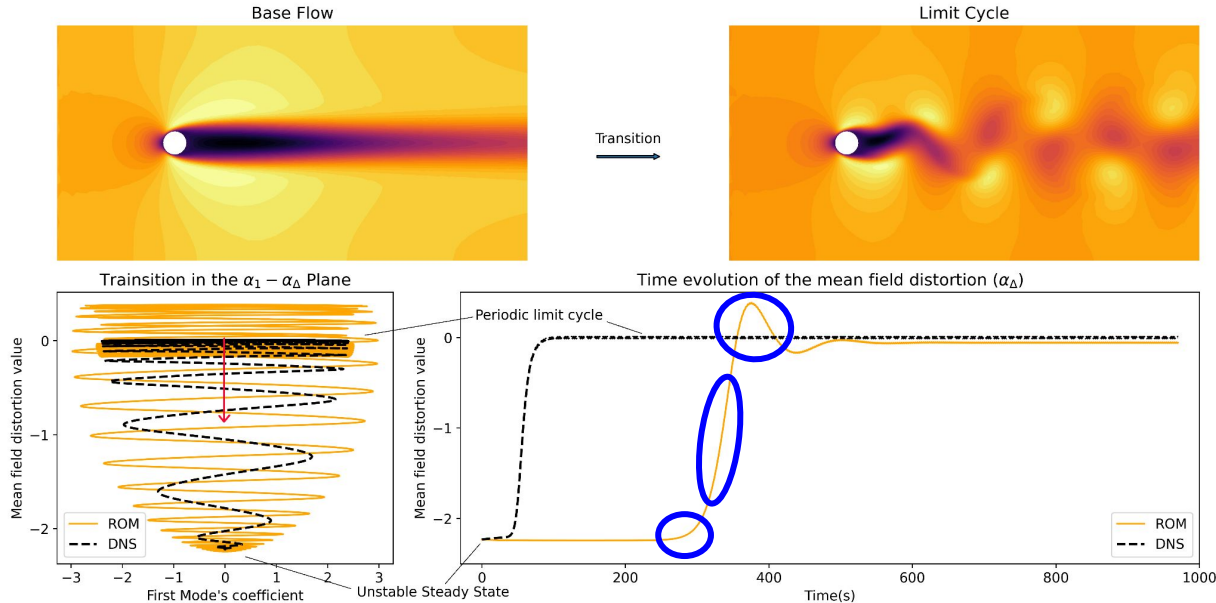 Base Flow
Limit Cycle
Transition
Trainsition in the α₁ − α_Δ Plane
Time evolution of the mean field distortion (α_Δ)
Mean field distortion value
0
−1
−2
ROM
DNS
−3
−2
−1
0
1
2
3
First Mode's coefficient
Periodic limit cycle
Unstable Steady State
Mean field distortion value
0
−1
−2
ROM
DNS
0
200
400
600
800
1000
Time(s)